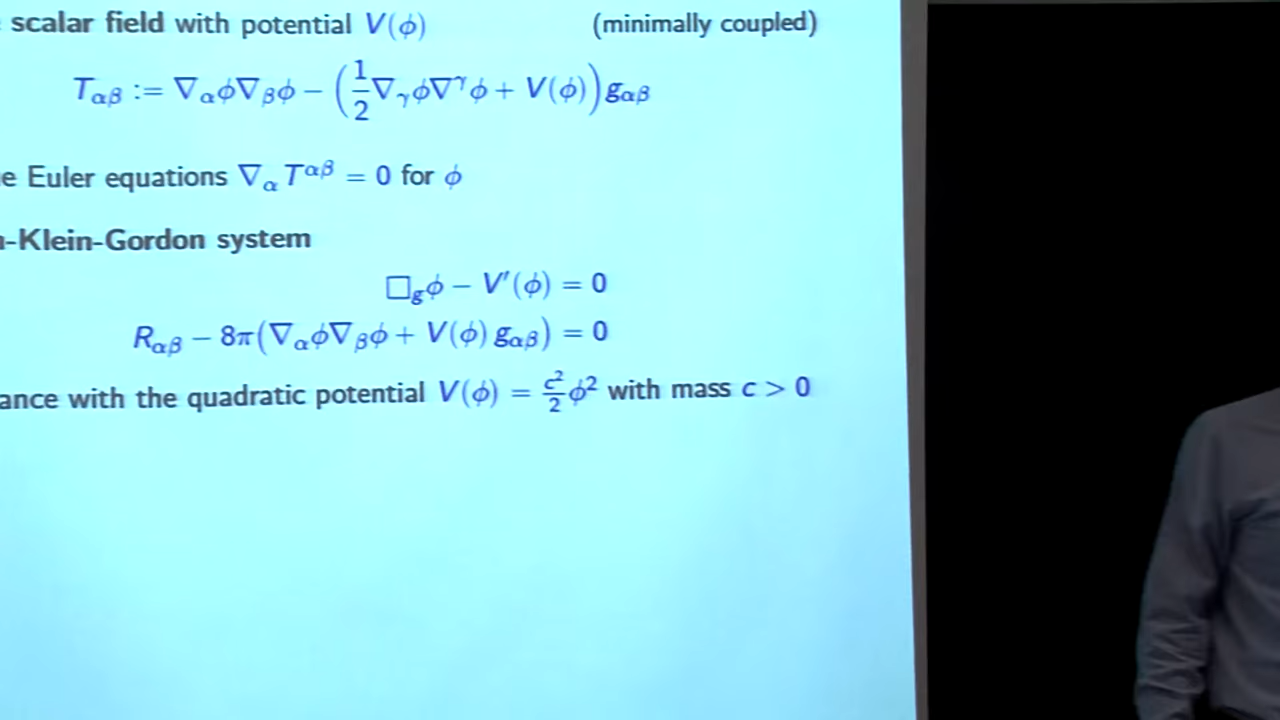 scalar field with potential V(ϕ) (minimally coupled)
T_{αβ} := ∇_αϕ∇_βϕ − (1/2 ∇_γϕ∇^γϕ + V(ϕ)) g_{αβ}
Euler equations ∇_αT^{αβ} = 0 for ϕ
-Klein-Gordon system
□_gϕ − V′(ϕ) = 0
R_{αβ} − 8π(∇_αϕ∇_βϕ + V(ϕ) g_{αβ}) = 0
with the quadratic potential V(ϕ) = c²/2 ϕ² with mass c > 0